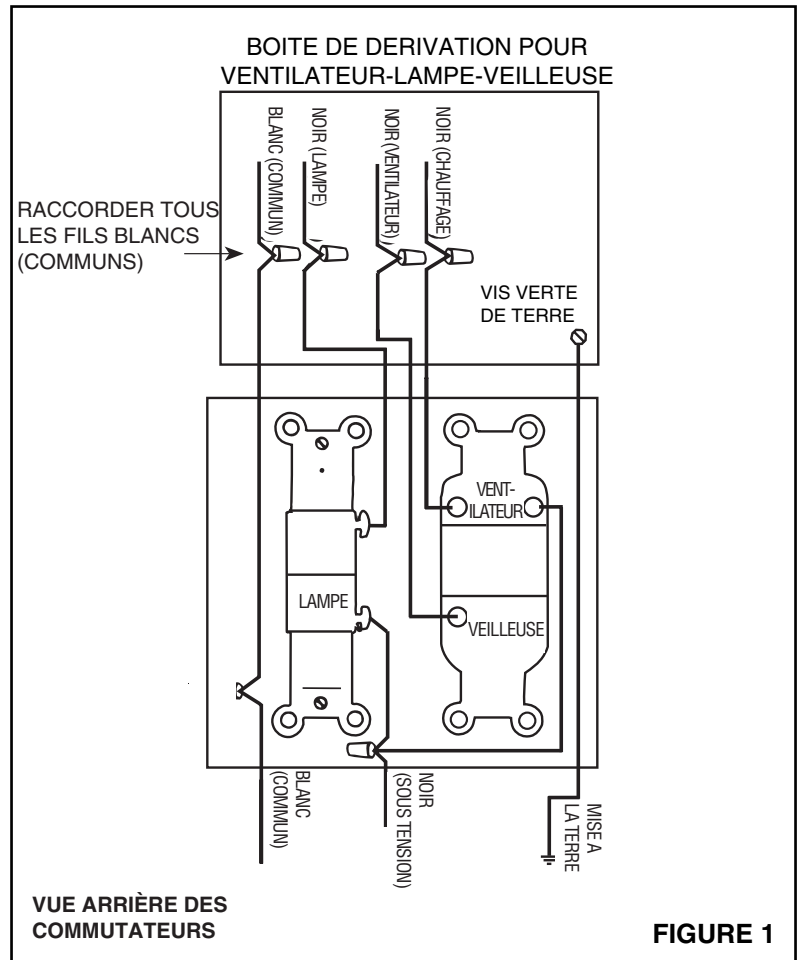 BOITE DE DERIVATION POUR
VENTILATEUR-LAMPE-VEILLEUSE
BLANC (COMMUN)
NOIR (LAMPE)
NOIR (VENTILATEUR)
NOIR (CHAUFFAGE)
RACCORDER TOUS
LES FILS BLANCS
(COMMUNS)
VIS VERTE
DE TERRE
VENT-
ILATEUR
LAMPE
VEILLEUSE
BLANC
(COMMUN)
NOIR
(SOUS TENSION)
MISE A
LA TERRE
VUE ARRIÈRE DES
COMMUTATEURS
FIGURE 1